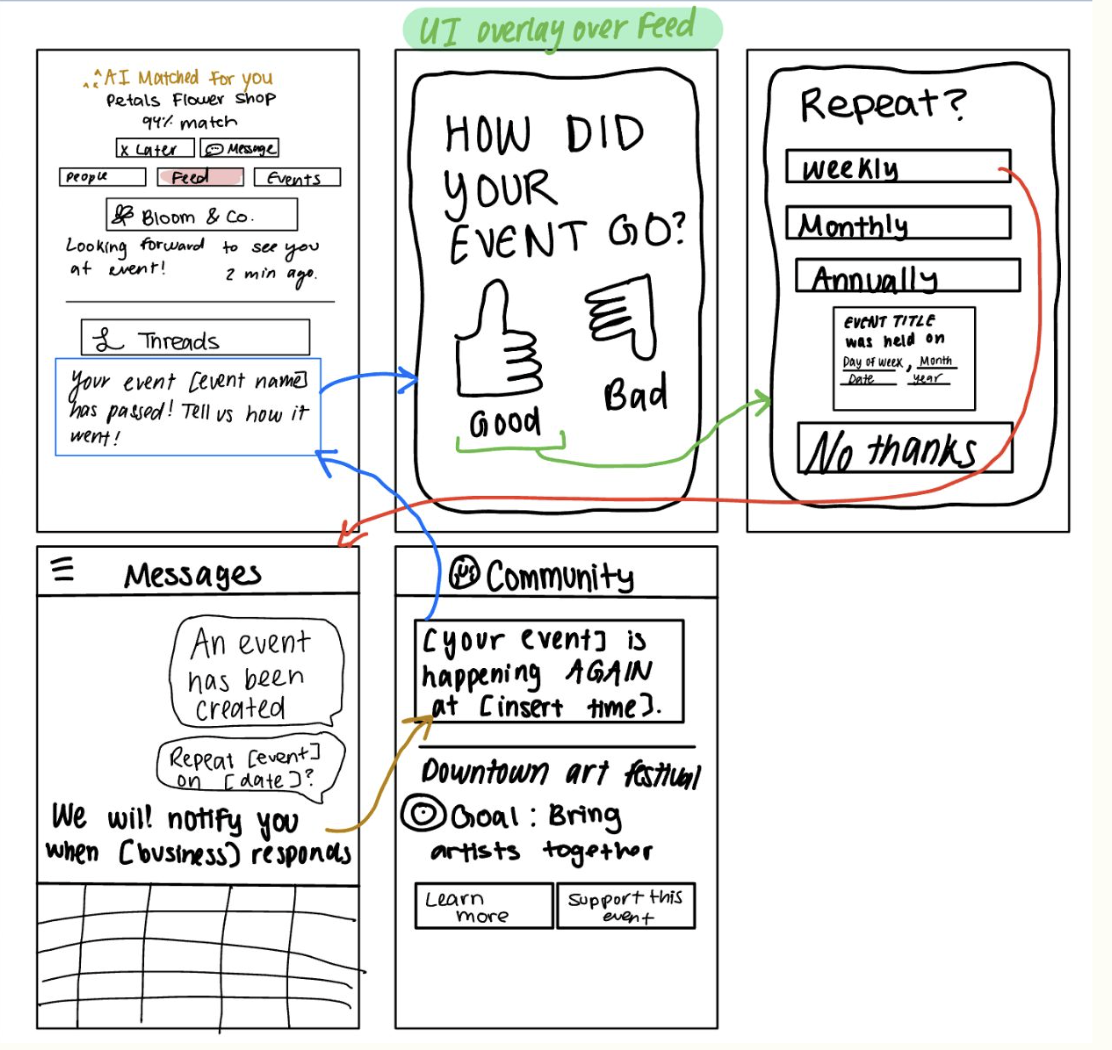 UI overlay over Feed
AI Matched for you
Petals Flower Shop
94% match
X Later
Message
People
Feed
Events
Bloom & Co.
Looking forward to see you
at event! 2 min ago.
Threads
Your event [event name]
has passed! Tell us how it
went!
HOW DID
YOUR
EVENT GO?
Good
Bad
Repeat?
Weekly
Monthly
Annually
EVENT TITLE
was held on
Day of week, Month
Date year
No thanks
Messages
An event
has been
created
Repeat [event]
on [date]?
We will notify you
when [business] responds
Community
[your event] is
happening AGAIN
at [insert time].
Downtown art festival
Goal: Bring
artists together
Learn
more
Support this
event